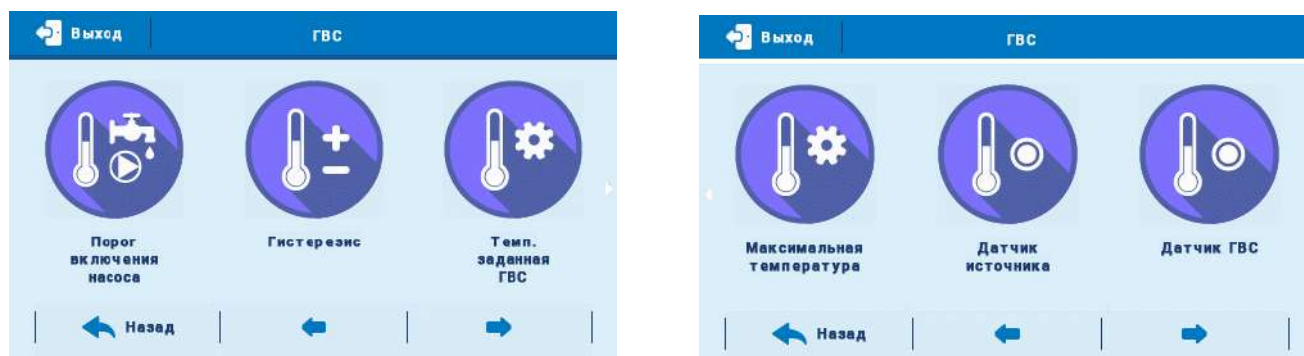 Выход
ГВС
Порог
включения
насоса
Гистерезис
Темп.
заданная
ГВС
Назад
Выход
ГВС
Максимальная
температура
Датчик
источника
Датчик ГВС
Назад